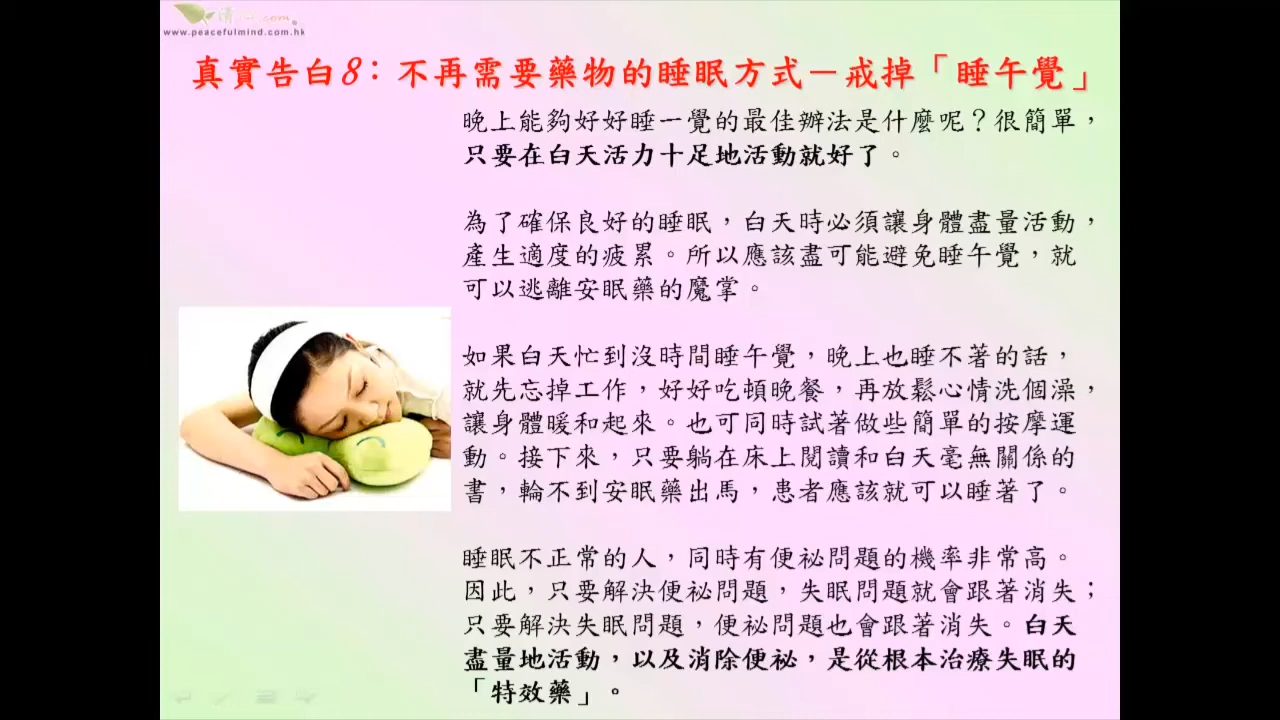 www.peacefulmind.com.hk
真實告白8：不再需要藥物的睡眠方式－戒掉「睡午覺」
晚上能夠好好睡一覺的最佳辦法是什麼呢？很簡單，
只要在白天活力十足地活動就好了。
為了確保良好的睡眠，白天時必須讓身體盡量活動，
產生適度的疲累。所以應該盡可能避免睡午覺，就
可以逃離安眠藥的魔掌。
如果白天忙到沒時間睡午覺，晚上也睡不著的話，
就先忘掉工作，好好吃頓晚餐，再放鬆心情洗個澡，
讓身體暖和起來。也可同時試著做些簡單的按摩運
動。接下來，只要躺在床上閱讀和白天毫無關係的
書，輪不到安眠藥出馬，患者應該就可以睡著了。
睡眠不正常的人，同時有便祕問題的機率非常高。
因此，只要解決便祕問題，失眠問題就會跟著消失；
只要解決失眠問題，便祕問題也會跟著消失。白天
盡量地活動，以及消除便祕，是從根本治療失眠的
「特效藥」。